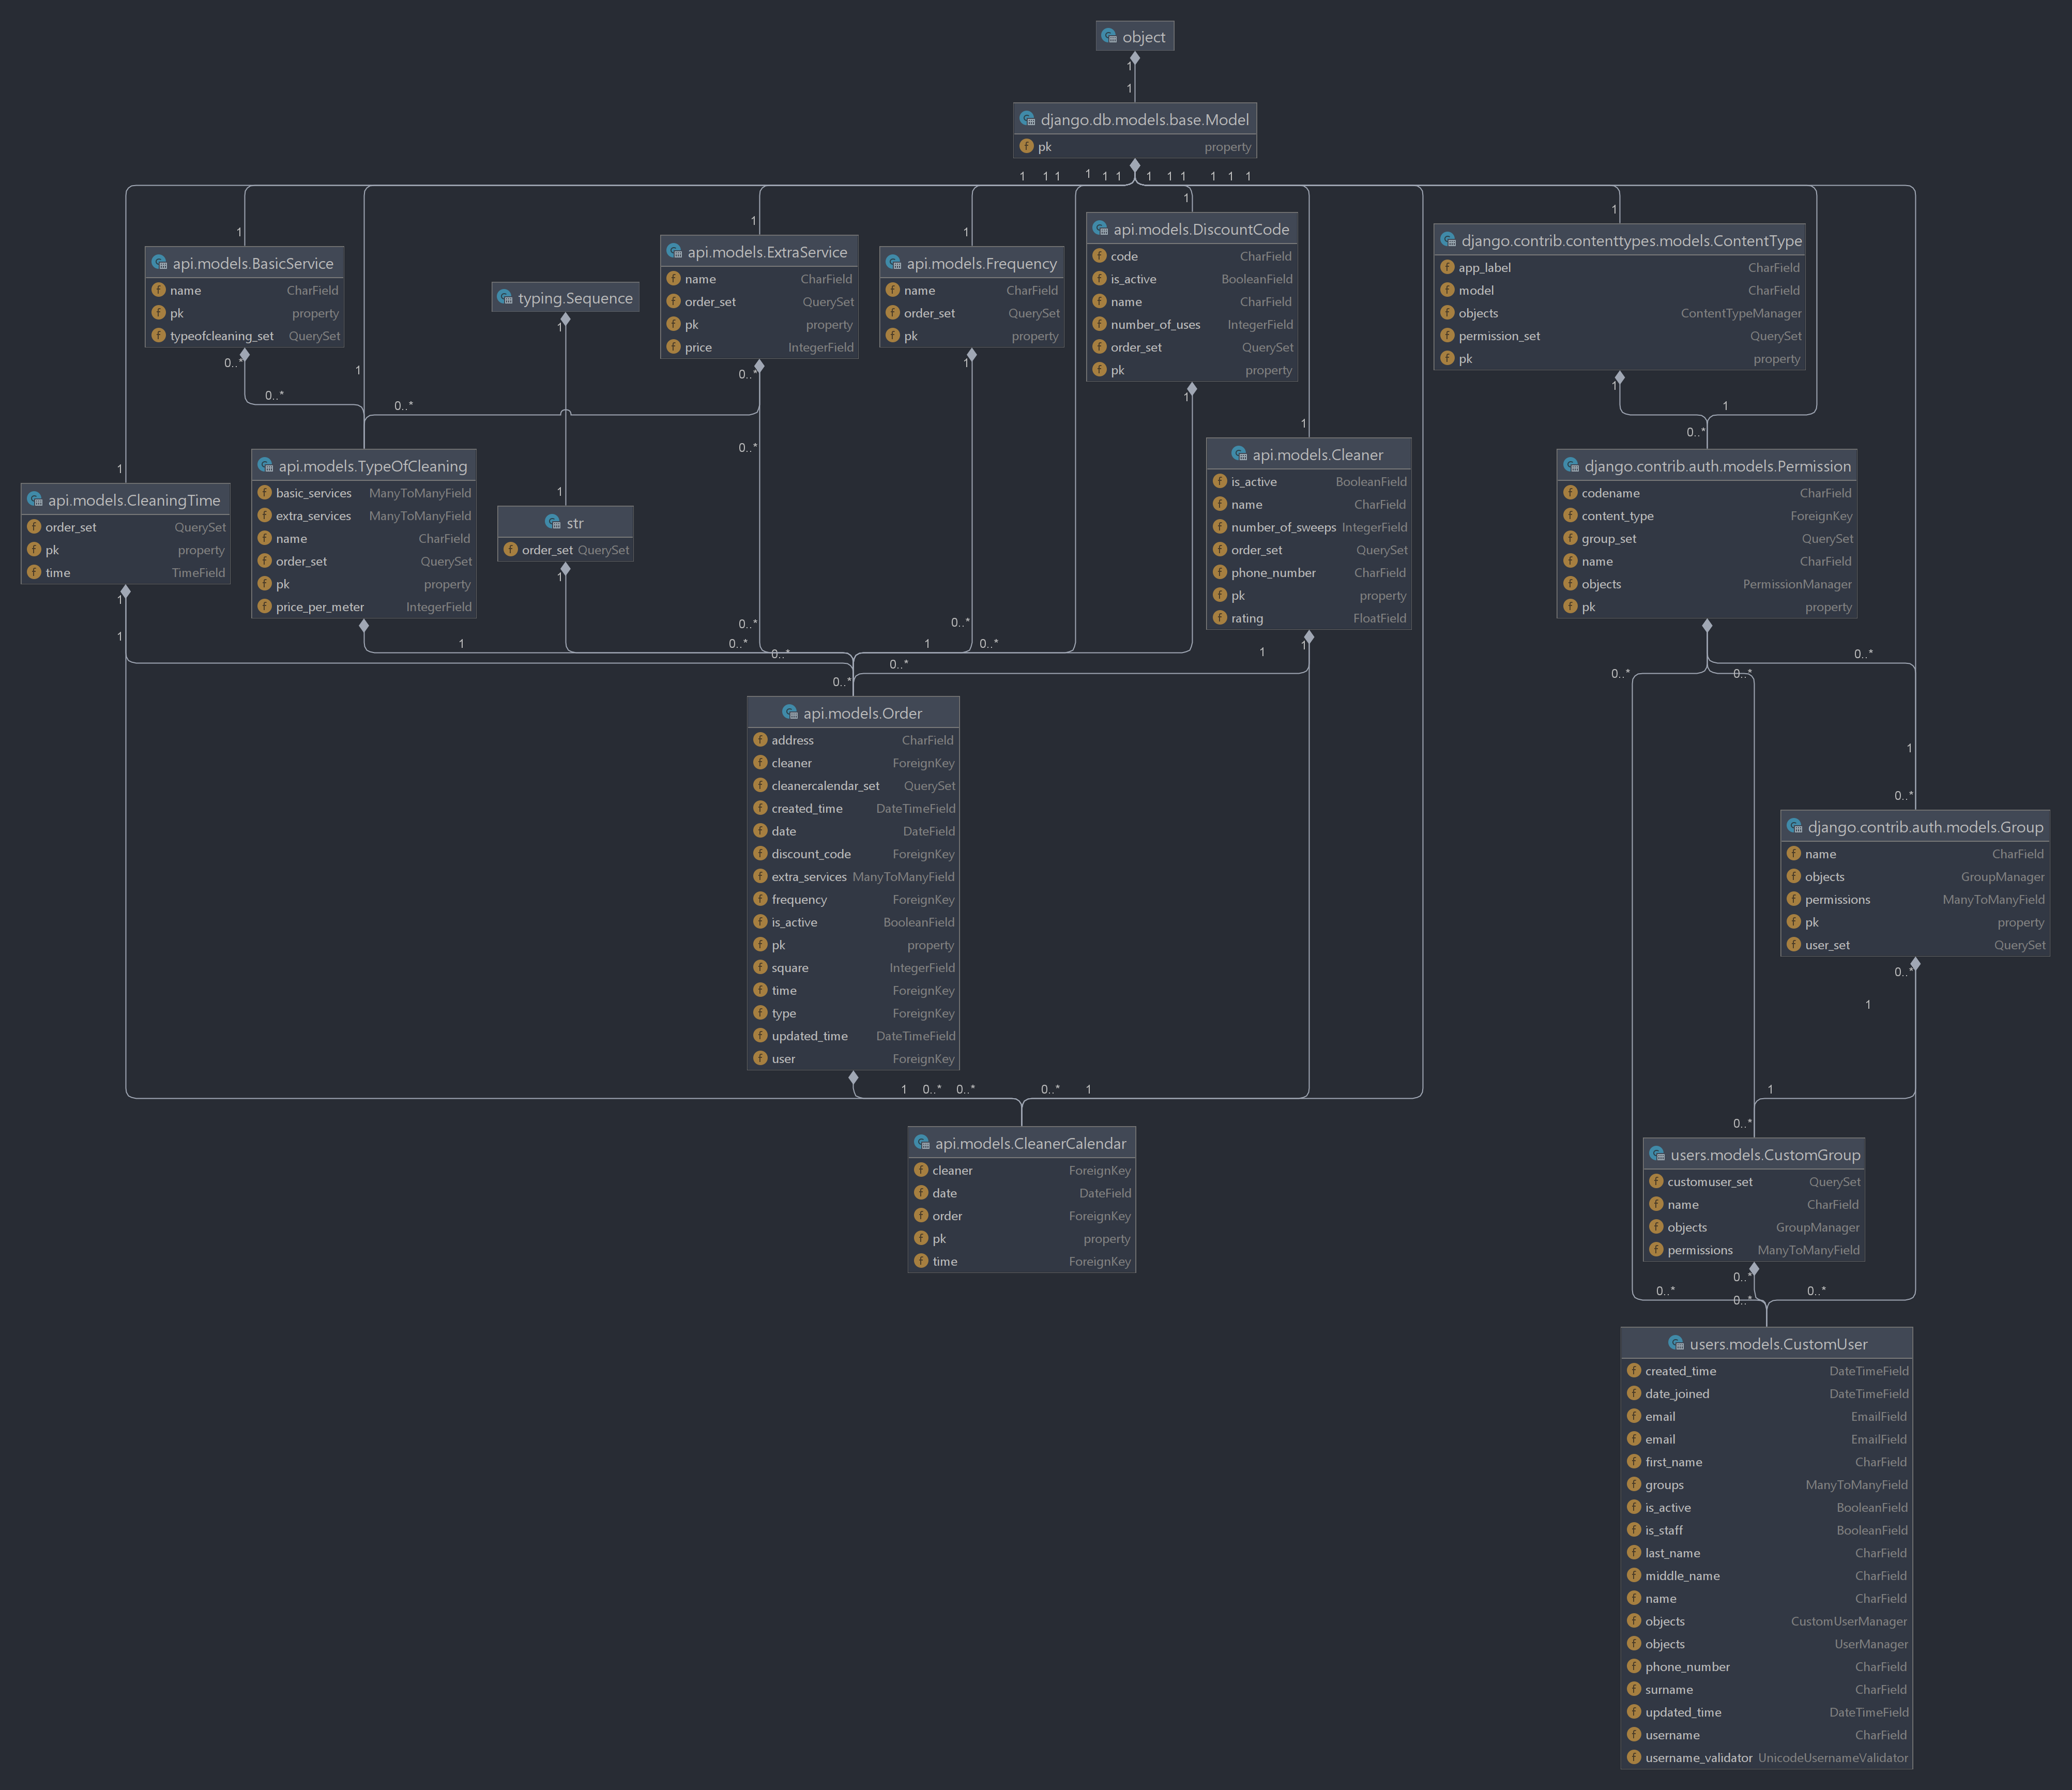 object
1
1
django.db.models.base.Model
pk property
1 1 1 1 1 1 1 1 1 1 1 1
1
1
1
1
1
1
1
1
1
api.models.BasicService
name CharField
pk property
typeofcleaning_set QuerySet
0..*
0..*
typing.Sequence
1
1
api.models.ExtraService
name CharField
order_set QuerySet
pk property
price IntegerField
0..*
0..*
0..*
0..*
api.models.Frequency
name CharField
order_set QuerySet
pk property
1
0..*
api.models.DiscountCode
code CharField
is_active BooleanField
name CharField
number_of_uses IntegerField
order_set QuerySet
pk property
1
django.contrib.contenttypes.models.ContentType
app_label CharField
model CharField
objects ContentTypeManager
permission_set QuerySet
pk property
1
0..*
api.models.CleaningTime
order_set QuerySet
pk property
time TimeField
1
1
api.models.TypeOfCleaning
basic_services ManyToManyField
extra_services ManyToManyField
name CharField
order_set QuerySet
pk property
price_per_meter IntegerField
1
str
order_set QuerySet
1
api.models.Cleaner
is_active BooleanField
name CharField
number_of_sweeps IntegerField
order_set QuerySet
phone_number CharField
pk property
rating FloatField
1
1
django.contrib.auth.models.Permission
codename CharField
content_type ForeignKey
group_set QuerySet
name CharField
objects PermissionManager
pk property
0..*
0..*
0..*
0..*
0..*
1
0..*
0..*
0..*
api.models.Order
address CharField
cleaner ForeignKey
cleanercalendar_set QuerySet
created_time DateTimeField
date DateField
discount_code ForeignKey
extra_services ManyToManyField
frequency ForeignKey
is_active BooleanField
pk property
square IntegerField
time ForeignKey
type ForeignKey
updated_time DateTimeField
user ForeignKey
1 0..* 0..* 0..* 1
1
0..*
django.contrib.auth.models.Group
name CharField
objects GroupManager
permissions ManyToManyField
pk property
user_set QuerySet
0..*
1
1
0..*
api.models.CleanerCalendar
cleaner ForeignKey
date DateField
order ForeignKey
pk property
time ForeignKey
users.models.CustomGroup
customuser_set QuerySet
name CharField
objects GroupManager
permissions ManyToManyField
0..*
0..*
0..*
0..*
users.models.CustomUser
created_time DateTimeField
date_joined DateTimeField
email EmailField
email EmailField
first_name CharField
groups ManyToManyField
is_active BooleanField
is_staff BooleanField
last_name CharField
middle_name CharField
name CharField
objects CustomUserManager
objects UserManager
phone_number CharField
surname CharField
updated_time DateTimeField
username CharField
username_validator UnicodeUsernameValidator